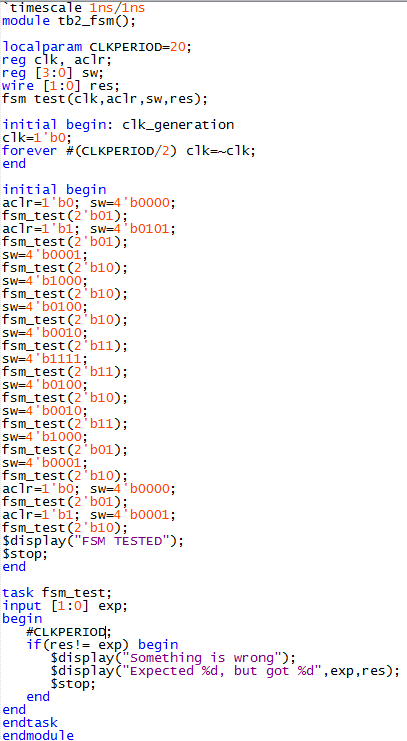 `timescale 1ns/1ns
module tb2_fsm();
localparam CLKPERIOD=20;
reg clk, aclr;
reg [3:0] sw;
wire [1:0] res;
fsm test(clk,aclr,sw,res);
initial begin: clk_generation
clk=1'b0;
forever #(CLKPERIOD/2) clk=~clk;
end
initial begin
aclr=1'b0; sw=4'b0000;
fsm_test(2'b01);
aclr=1'b1; sw=4'b0101;
fsm_test(2'b01);
sw=4'b0001;
fsm_test(2'b10);
sw=4'b1000;
fsm_test(2'b10);
sw=4'b0100;
fsm_test(2'b10);
sw=4'b0010;
fsm_test(2'b11);
sw=4'b1111;
fsm_test(2'b11);
sw=4'b0100;
fsm_test(2'b10);
sw=4'b0010;
fsm_test(2'b11);
sw=4'b1000;
fsm_test(2'b01);
sw=4'b0001;
fsm_test(2'b10);
aclr=1'b0; sw=4'b0000;
fsm_test(2'b01);
aclr=1'b1; sw=4'b0001;
fsm_test(2'b10);
$display("FSM TESTED");
$stop;
end
task fsm_test;
input [1:0] exp;
begin
#CLKPERIOD;
if(res!= exp) begin
$display("Something is wrong");
$display("Expected %d, but got %d",exp,res);
$stop;
end
end
endtask
endmodule